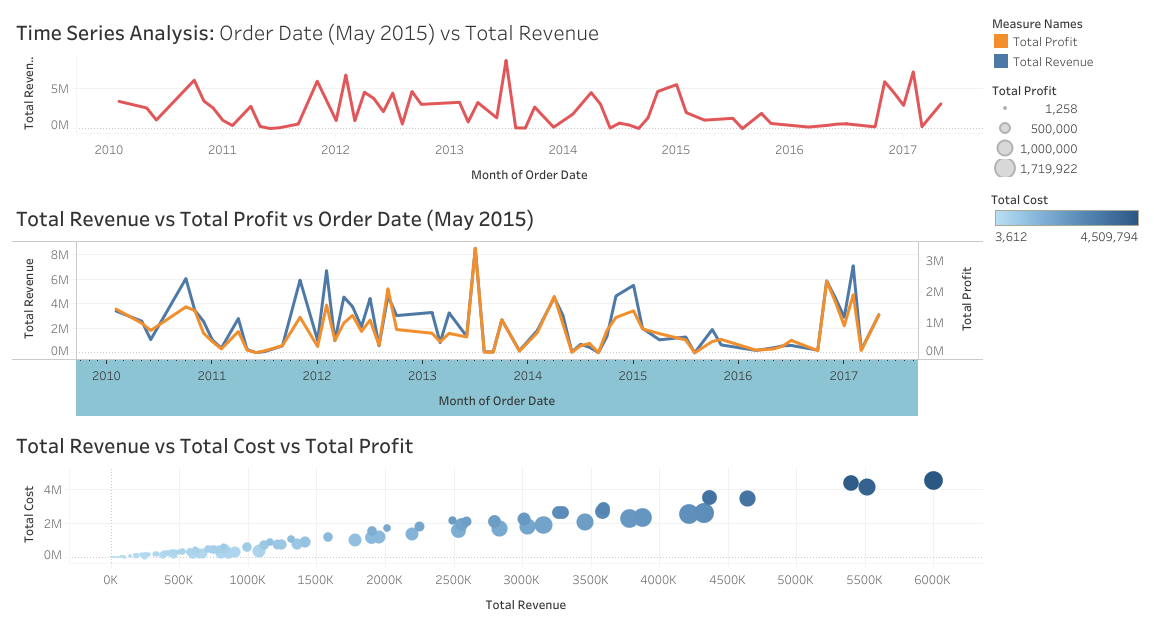 Time Series Analysis: Order Date (May 2015) vs Total Revenue
Total Reven..
5M
0M
2010 2011 2012 2013 2014 2015 2016 2017
Month of Order Date
Measure Names
Total Profit
Total Revenue
Total Profit
1,258
500,000
1,000,000
1,719,922
Total Cost
3,612 4,509,794
Total Revenue vs Total Profit vs Order Date (May 2015)
Total Revenue
8M
6M
4M
2M
0M
3M
2M
1M
0M
Total Profit
2010 2011 2012 2013 2014 2015 2016 2017
Month of Order Date
Total Revenue vs Total Cost vs Total Profit
Total Cost
4M
2M
0M
0K 500K 1000K 1500K 2000K 2500K 3000K 3500K 4000K 4500K 5000K 5500K 6000K
Total Revenue